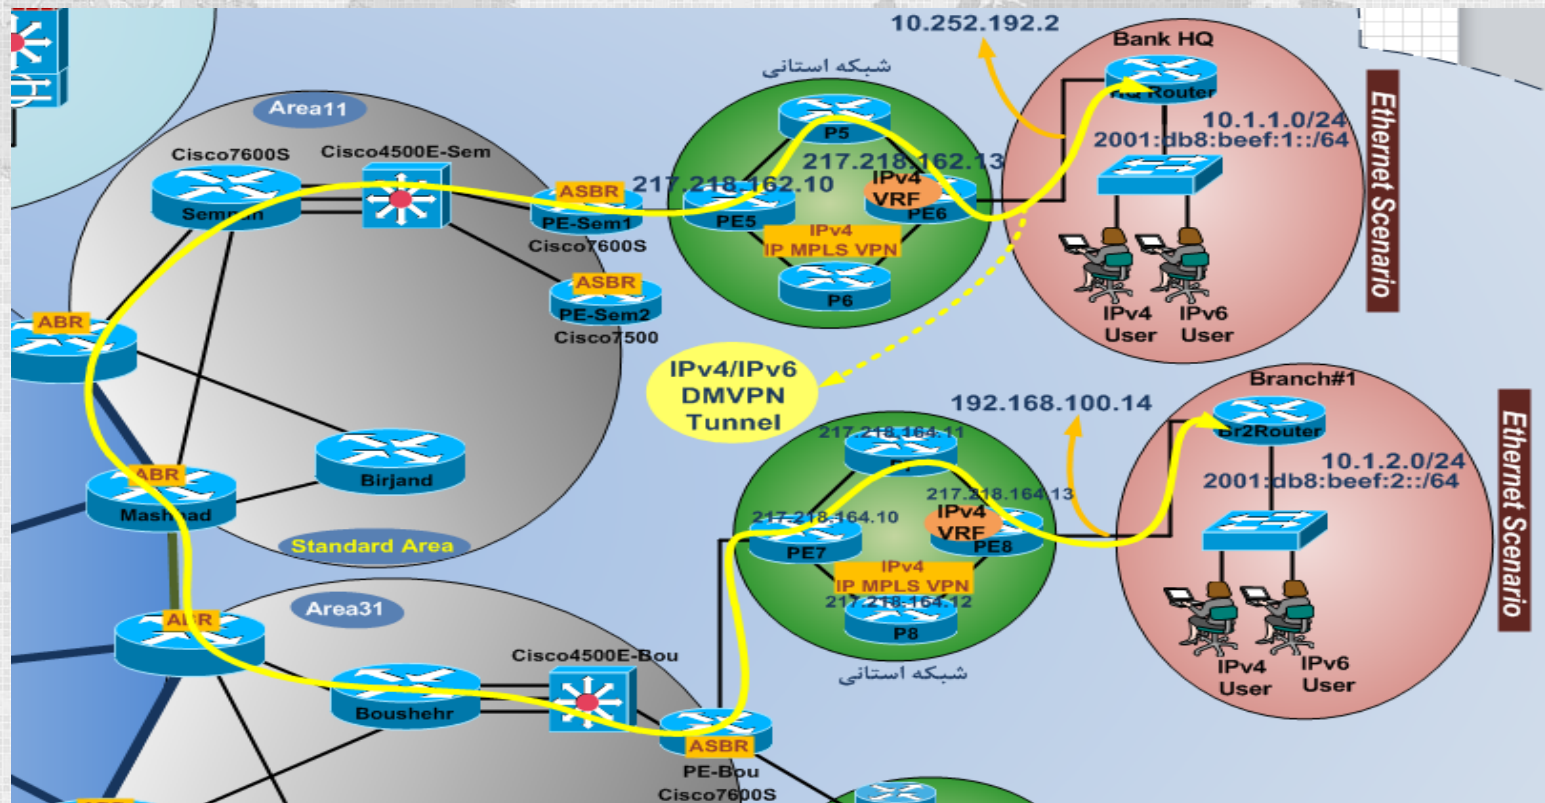 10.252.192.2
Bank HQ
HQ Router
10.1.1.0/24
2001:db8:beef:1::/64
IPv4
User
IPv6
User
Ethernet Scenario
شبکه استانی
P5
217.218.162.13
217.218.162.10
IPv4
VRF
PE5
PE6
IPv4
IP MPLS VPN
P6
Area11
Cisco7600S
Cisco4500E-Sem
Semnan
ASBR
PE-Sem1
Cisco7600S
ASBR
PE-Sem2
Cisco7500
ABR
ABR
Mashhad
Birjand
Standard Area
IPv4/IPv6
DMVPN
Tunnel
192.168.100.14
Branch#1
Br2Router
10.1.2.0/24
2001:db8:beef:2::/64
IPv4
User
IPv6
User
Ethernet Scenario
217.218.164.11
217.218.164.13
217.218.164.10
IPv4
VRF
PE7
PE8
IPv4
IP MPLS VPN
217.218.164.12
P8
شبکه استانی
ABR
Area31
Cisco4500E-Bou
Boushehr
ASBR
PE-Bou
Cisco7600S
ABR